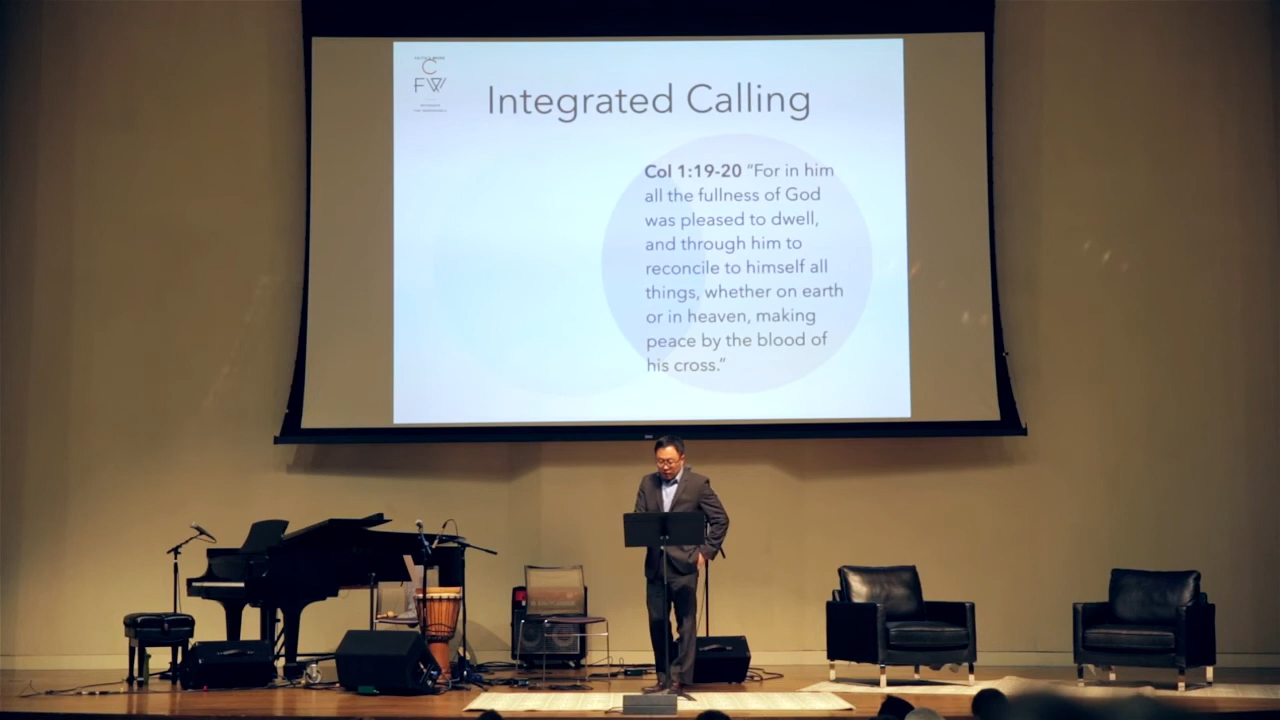 CFW
Integrated Calling
Col 1:19-20 “For in him
all the fullness of God
was pleased to dwell,
and through him to
reconcile to himself all
things, whether on earth
or in heaven, making
peace by the blood of
his cross.”